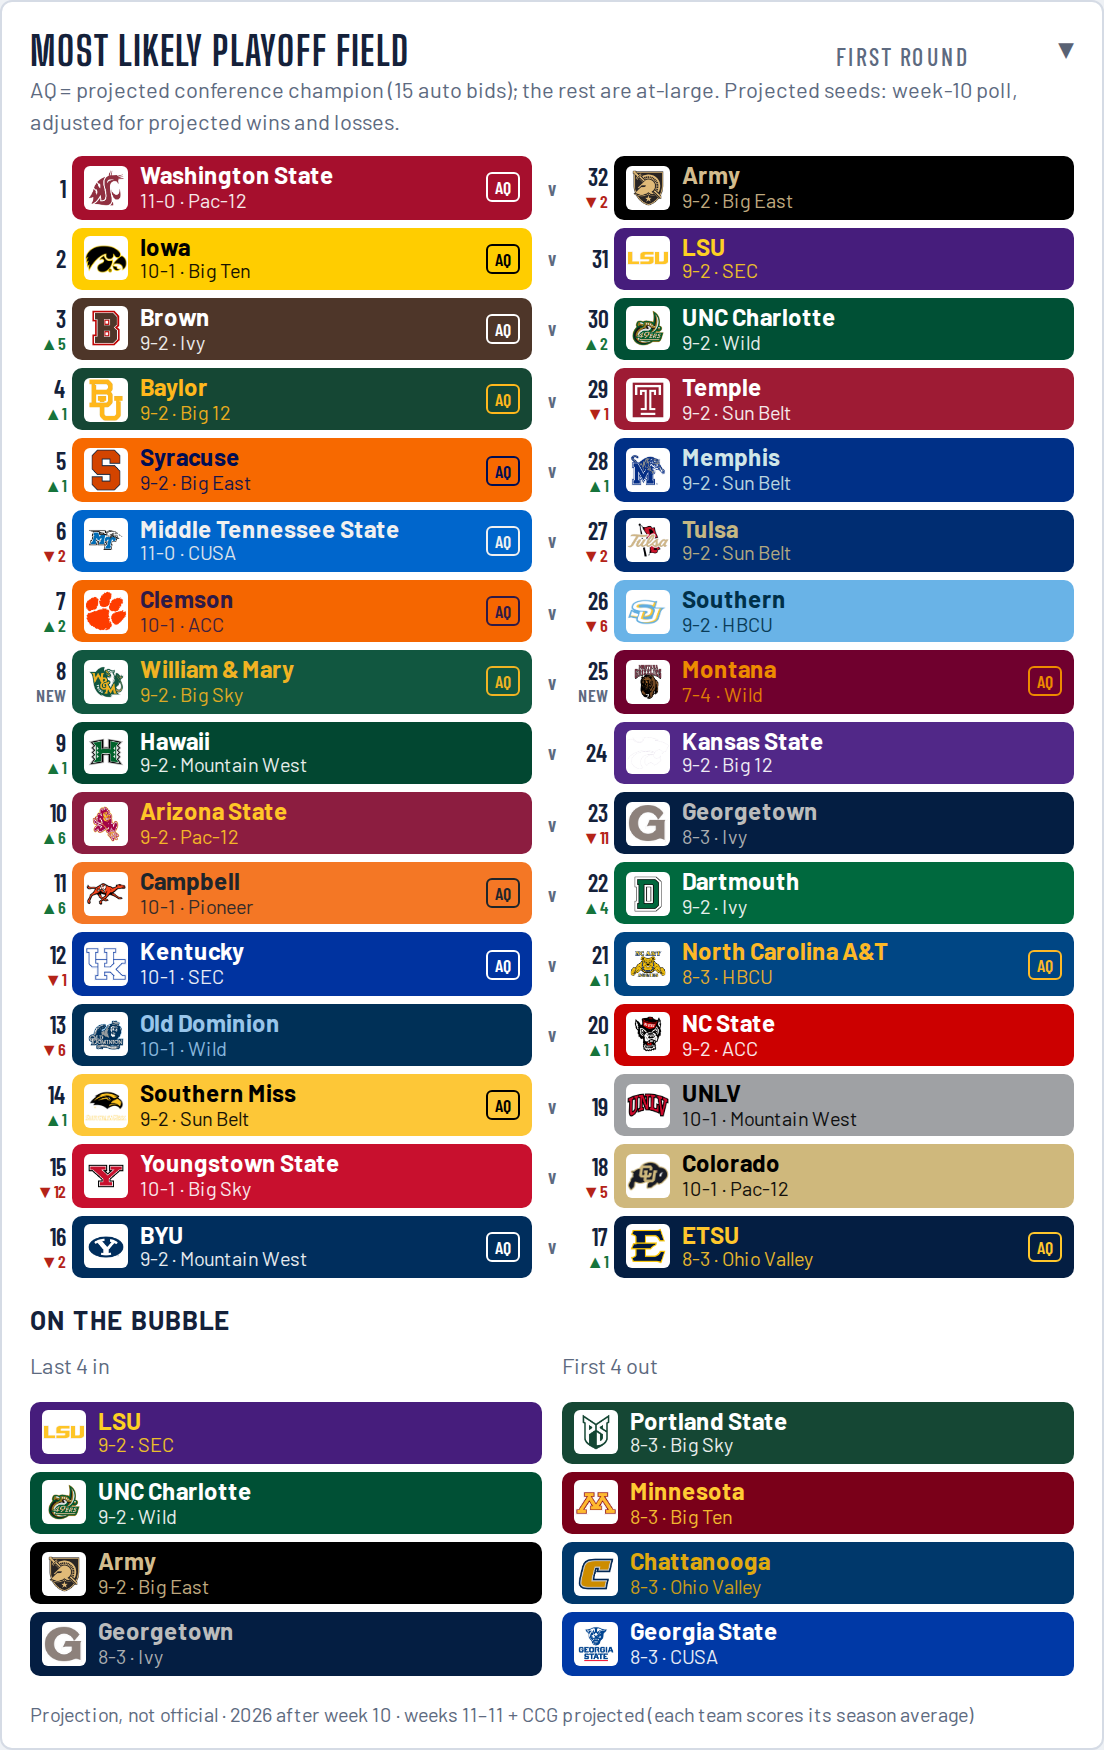 MOST LIKELY PLAYOFF FIELD
FIRST ROUND ▼
AQ = projected conference champion (15 auto bids); the rest are at-large. Projected seeds: week-10 poll,
adjusted for projected wins and losses.
1 Washington State AQ
11-0 · Pac-12
v
32 Army
▼2 9-2 · Big East
2 Iowa AQ
10-1 · Big Ten
v
31 LSU
9-2 · SEC
3 Brown AQ
▲5 9-2 · Ivy
v
30 UNC Charlotte
▲2 9-2 · Wild
4 Baylor AQ
▲1 9-2 · Big 12
v
29 Temple
▼1 9-2 · Sun Belt
5 Syracuse AQ
▲1 9-2 · Big East
v
28 Memphis
▲1 9-2 · Sun Belt
6 Middle Tennessee State AQ
▼2 11-0 · CUSA
v
27 Tulsa
▼2 9-2 · Sun Belt
7 Clemson AQ
▲2 10-1 · ACC
v
26 Southern
▼6 9-2 · HBCU
8 William & Mary AQ
NEW 9-2 · Big Sky
v
25 Montana AQ
NEW 7-4 · Wild
9 Hawaii
▲1 9-2 · Mountain West
v
24 Kansas State
9-2 · Big 12
10 Arizona State
▲6 9-2 · Pac-12
v
23 Georgetown
▼11 8-3 · Ivy
11 Campbell AQ
▲6 10-1 · Pioneer
v
22 Dartmouth
▲4 9-2 · Ivy
12 Kentucky AQ
▼1 10-1 · SEC
v
21 North Carolina A&T AQ
▲1 8-3 · HBCU
13 Old Dominion
▼6 10-1 · Wild
v
20 NC State
▲1 9-2 · ACC
14 Southern Miss AQ
▲1 9-2 · Sun Belt
v
19 UNLV
10-1 · Mountain West
15 Youngstown State
▼12 10-1 · Big Sky
v
18 Colorado
▼5 10-1 · Pac-12
16 BYU AQ
▼2 9-2 · Mountain West
v
17 ETSU AQ
▲1 8-3 · Ohio Valley
ON THE BUBBLE
Last 4 in
LSU
9-2 · SEC
UNC Charlotte
9-2 · Wild
Army
9-2 · Big East
Georgetown
8-3 · Ivy
First 4 out
Portland State
8-3 · Big Sky
Minnesota
8-3 · Big Ten
Chattanooga
8-3 · Ohio Valley
Georgia State
8-3 · CUSA
Projection, not official · 2026 after week 10 · weeks 11–11 + CCG projected (each team scores its season average)